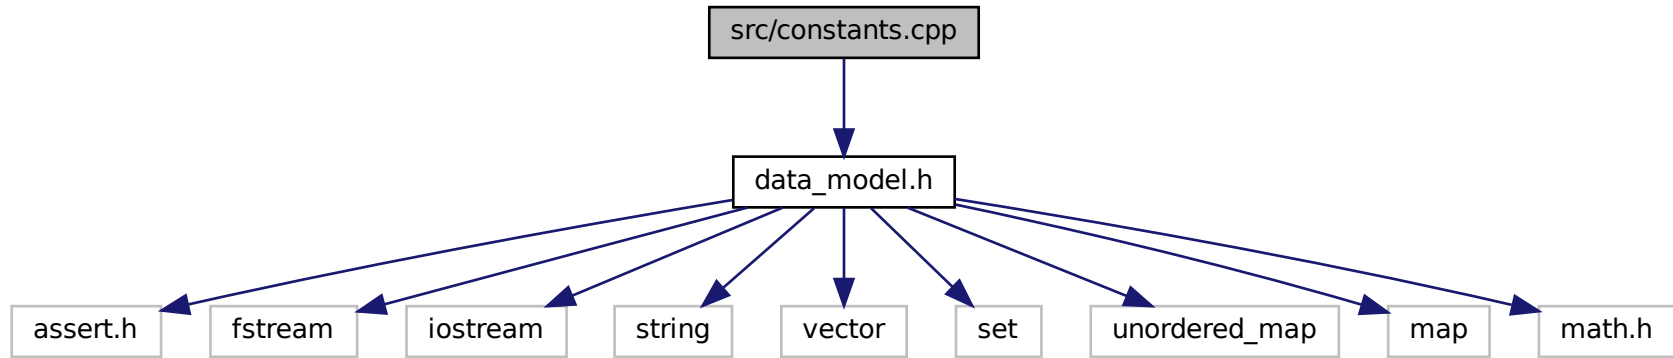 src/constants.cpp
data_model.h
assert.h
fstream
iostream
string
vector
set
unordered_map
map
math.h